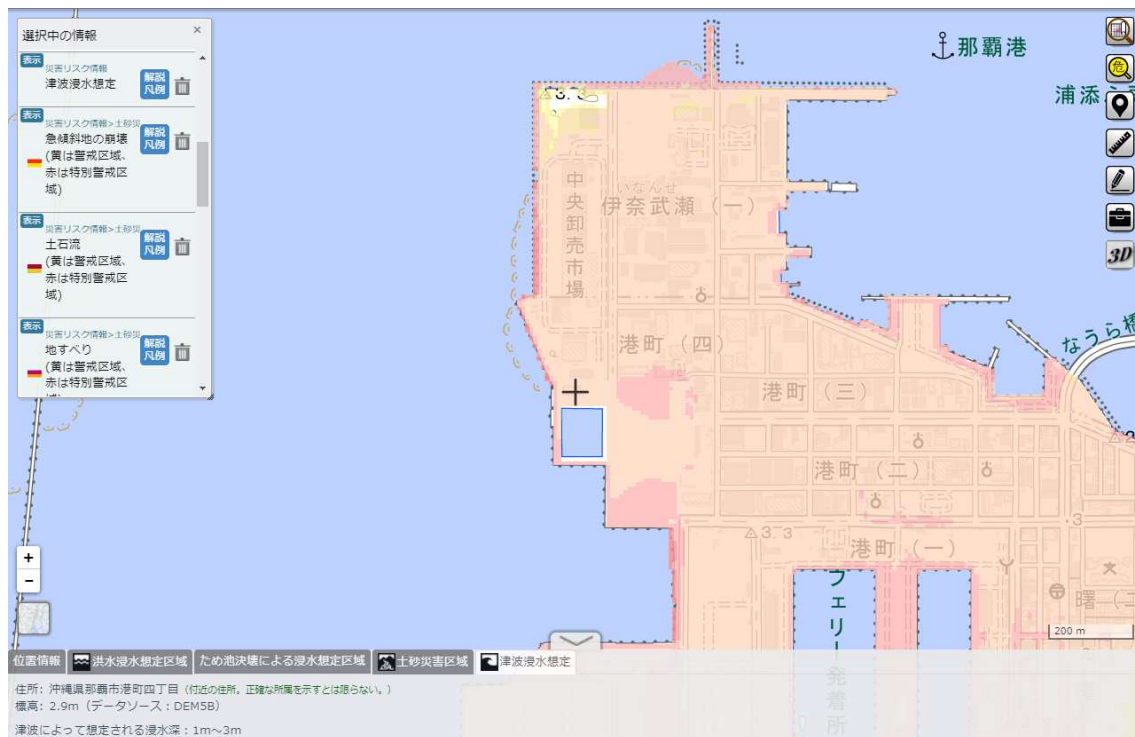 選択中の情報
×
表示
災害リスク情報
津波浸水想定
解説
凡例
表示
災害リスク情報>土砂災
急傾斜地の崩壊
(黄は警戒区域、
赤は特別警戒区
域)
解説
凡例
表示
災害リスク情報>土砂災
土石流
(黄は警戒区域、
赤は特別警戒区
域)
解説
凡例
表示
災害リスク情報>土砂災
地すべり
(黄は警戒区域、
赤は特別警戒区
解説
凡例
那覇港
浦添ふ
危
3D
3.3
中央卸売市場
いなんせ
伊奈武瀬(一)
港町(四)
港町(三)
港町(二)
港町(一)
なうら橋
3.3
3
曙(二
フェリー発着所
200 m
+
−
位置情報
洪水浸水想定区域
ため池決壊による浸水想定区域
土砂災害区域
津波浸水想定
住所: 沖縄県那覇市港町四丁目 (付近の住所。正確な所属を示すとは限らない。)
標高: 2.9m (データソース:DEM5B)
津波によって想定される浸水深:1m~3m